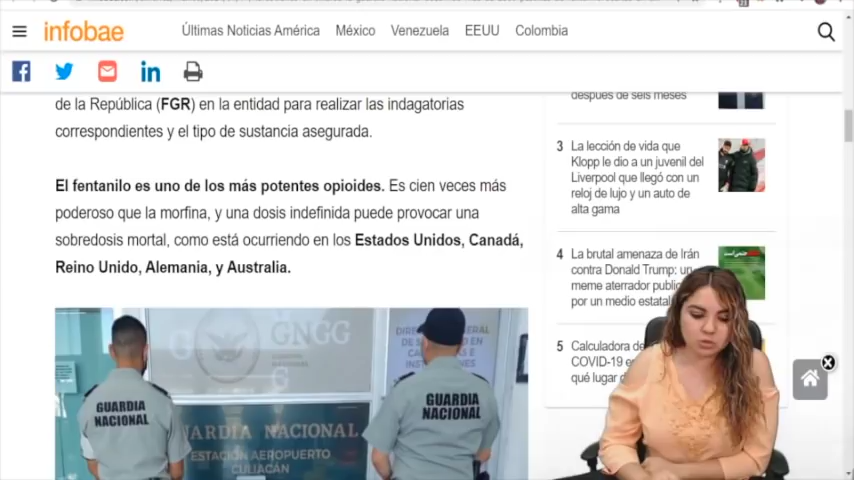 infobae
Últimas Noticias América
México
Venezuela
EEUU
Colombia
de la República (FGR) en la entidad para realizar las indagatorias
correspondientes y el tipo de sustancia asegurada.
El fentanilo es uno de los más potentes opioides. Es cien veces más
poderoso que la morfina, y una dosis indefinida puede provocar una
sobredosis mortal, como está ocurriendo en los Estados Unidos, Canadá,
Reino Unido, Alemania, y Australia.
GNGG
GUARDIA
NACIONAL
GUARDIA
NACIONAL
GUARDIA NACIONAL
ESTACIÓN AEROPUERTO
CULIACÁN
después de seis meses
3 La lección de vida que
Klopp le dio a un juvenil del
Liverpool que llegó con un
reloj de lujo y un auto de
alta gama
4 La brutal amenaza de Irán
contra Donald Trump: un
meme aterrador
por un medio estatal
5 Calculadora de
COVID-19
qué lugar